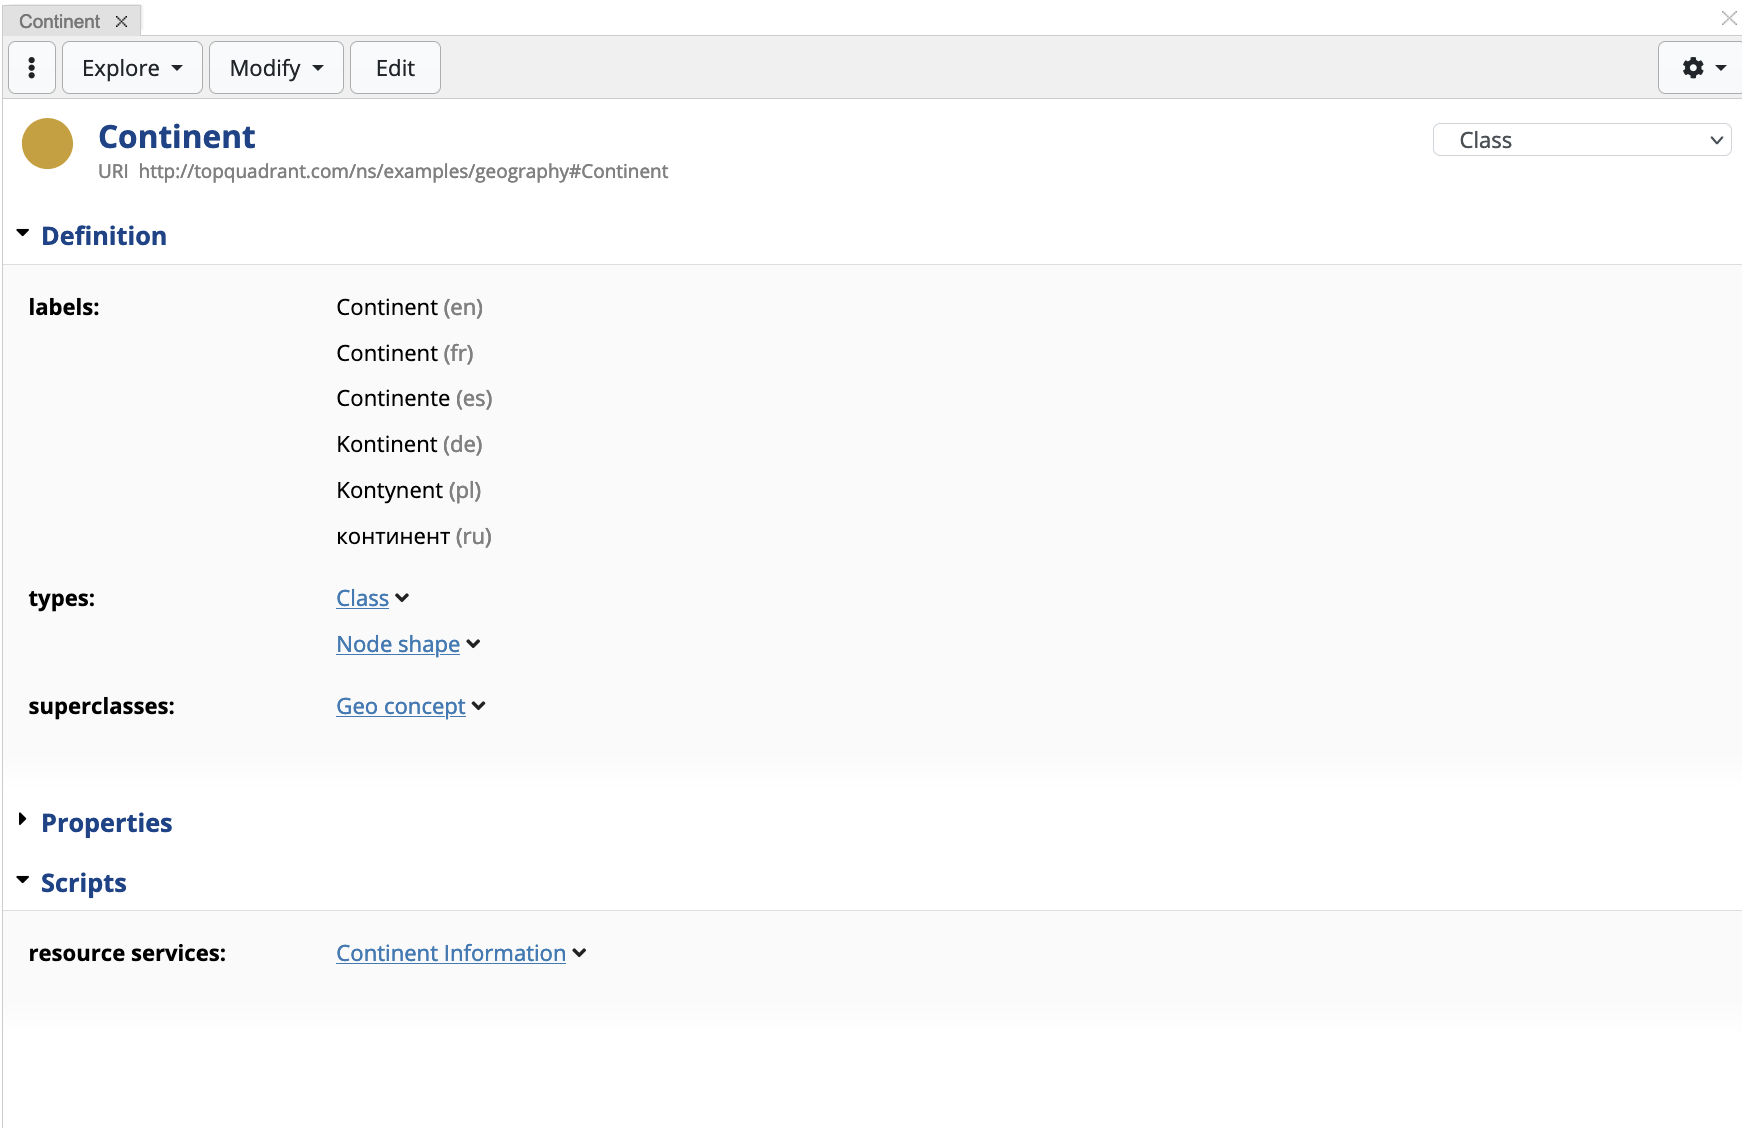 Continent
Explore Modify Edit
Continent
Class
URI http://topquadrant.com/ns/examples/geography#Continent
Definition
labels: Continent (en)
Continent (fr)
Continente (es)
Kontinent (de)
Kontynent (pl)
континент (ru)
types: Class
Node shape
superclasses: Geo concept
Properties
Scripts
resource services: Continent Information